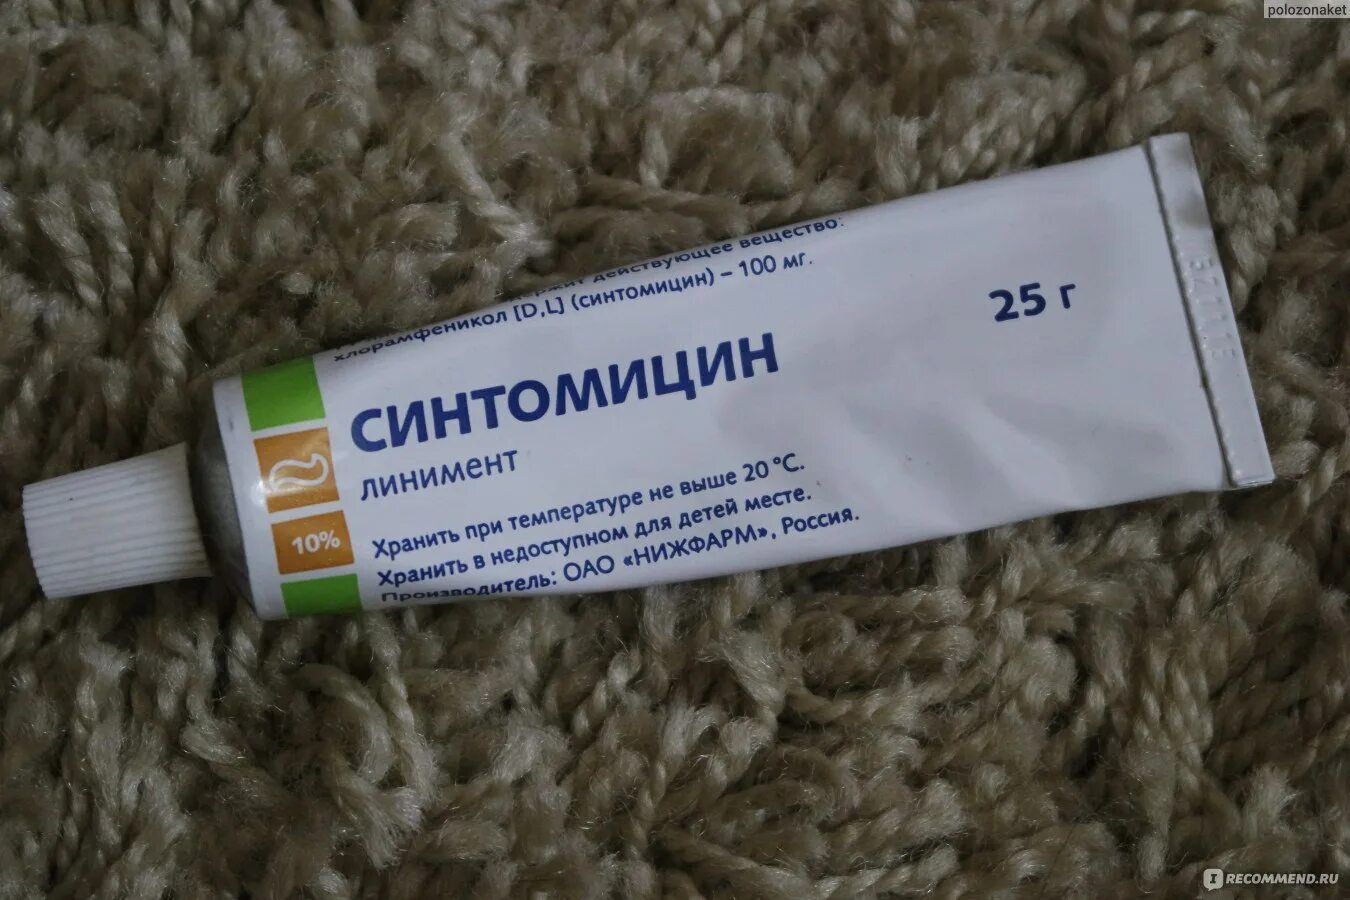 polozonaket
действующее вещество:
хлорамфеникол [D,L] (синтомицин) – 100 мг.
25 г
СИНТОМИЦИН
ЛИНИМЕНТ
10%
Хранить при температуре не выше 20 °С.
Хранить в недоступном для детей месте.
Производитель: ОАО «НИЖФАРМ», Россия.
IRECOMMEND.RU